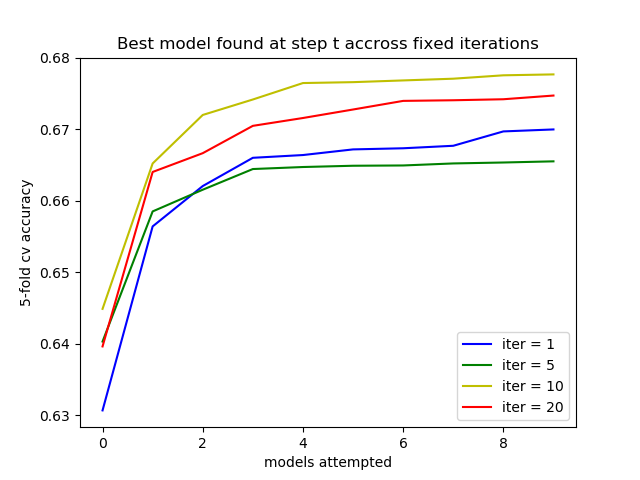 Best model found at step t accross fixed iterations
5-fold cv accuracy
0.68
0.67
0.66
0.65
0.64
0.63
0 2 4 6 8
models attempted
iter = 1
iter = 5
iter = 10
iter = 20